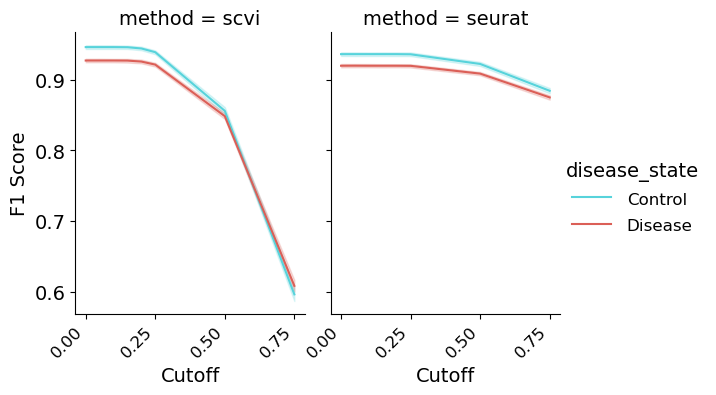 method = scvi
method = seurat
F1 Score
0.9
0.8
0.7
0.6
0.00
0.25
0.50
0.75
Cutoff
0.00
0.25
0.50
0.75
Cutoff
disease_state
Control
Disease